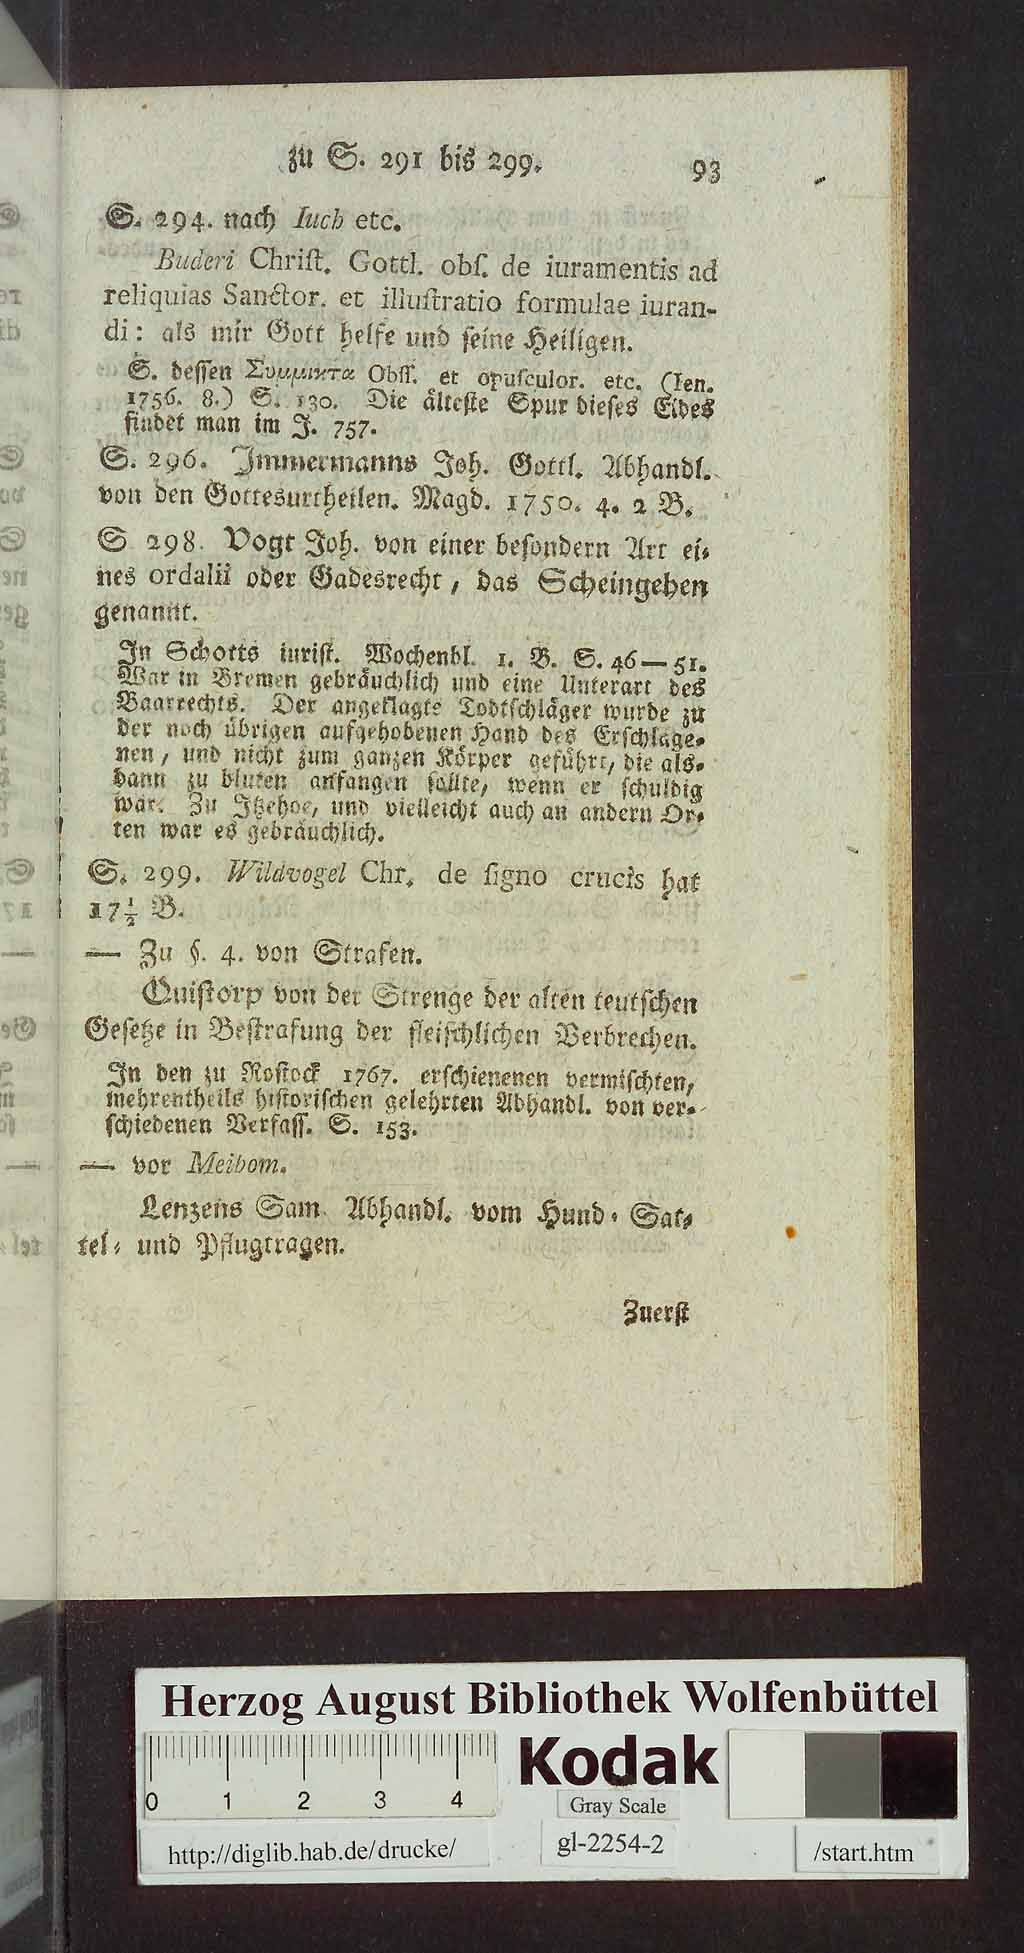 zu S. 291 bis 299. 93
S. 294. nach Iuch etc.
Buderi Chriſt. Gottl. obſ. de iuramentis ad
reliquias Sanctor. et illuſtratio formulae iuran-
di: als mir Gott helfe und ſeine Heiligen.
S. deſſen Συμμικτα Obſſ. et opuſculor. etc. (Ien.
1756. 8.) S. 130. Die älteſte Spur dieſes Eides
findet man im J. 757.
S. 296. Immermanns Joh. Gottl. Abhandl.
von den Gottesurtheilen. Magd. 1750. 4. 2 B.
S 298. Vogt Joh. von einer beſondern Art ei-
nes ordalii oder Gadesrecht, das Scheingehen
genannt.
In Schotts iuriſt. Wochenbl. 1. B. S. 46—51.
War in Bremen gebräuchlich und eine Unterart des
Baarrechts. Der angeklagte Todtſchläger wurde zu
der noch übrigen aufgehobenen Hand des Erſchlage-
nen, und nicht zum ganzen Körper geführt, die als-
dann zu bluten anfangen ſollte, wenn er ſchuldig
war. Zu Itzehoe, und vielleicht auch an andern Or-
ten war es gebräuchlich.
S. 299. Wildvogel Chr. de ſigno crucis hat
17½ B.
— Zu §. 4. von Strafen.
Quiſtorp von der Strenge der alten teutſchen
Geſetze in Beſtrafung der fleiſchlichen Verbrechen.
In den zu Roſtock 1767. erſchienenen vermiſchten,
mehrentheils hiſtoriſchen gelehrten Abhandl. von ver-
ſchiedenen Verfaſſ. S. 153.
— vor Meibom.
Lenzens Sam. Abhandl. vom Hund- Sat-
tel- und Pflugtragen.
Zuerſt
Herzog August Bibliothek Wolfenbüttel
0 1 2 3 4
Kodak
Gray Scale
http://diglib.hab.de/drucke/
gl-2254-2
/start.htm